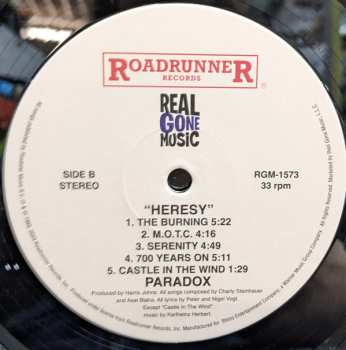 ROADRUNNER
RECORDS
®
REAL
GONE
MUSIC
SIDE B
STEREO
RGM-1573
33 rpm
"HERESY"
1. THE BURNING 5:22
2. M.O.T.C. 4:16
3. SERENITY 4:49
4. 700 YEARS ON 5:11
5. CASTLE IN THE WIND 1:29
PARADOX
Produced by Harris Johns. All songs composed by Charly Steinhauer
and Axel Blaha. All lyrics by Peter and Nigel Vogt.
Except "Castle In The Wind"
music by Karlheinz Herbert.